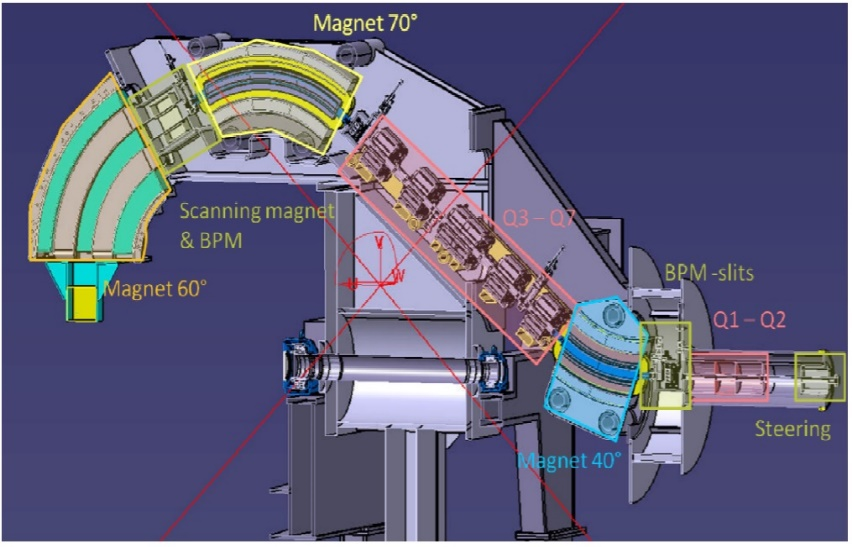 Magnet 70°
Scanning magnet
& BPM
Q3 – Q7
V
W
U
BPM -slits
Magnet 60°
Q1 – Q2
Steering
Magnet 40°